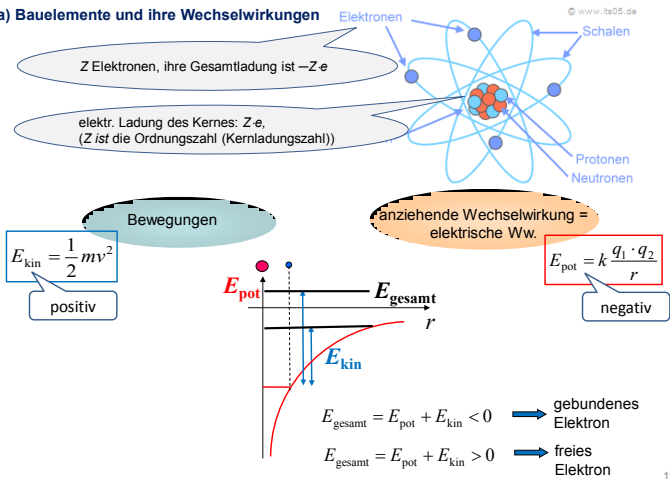 a) Bauelemente und ihre Wechselwirkungen
© www.lts05.de
Elektronen
Schalen
Z Elektronen, ihre Gesamtladung ist –Z·e
elektr. Ladung des Kernes: Z·e,
(Z ist die Ordnungszahl (Kernladungszahl))
Protonen
Neutronen
Bewegungen
anziehende Wechselwirkung =
elektrische Ww.
E_kin = 1/2 mv²
positiv
E_pot = k q₁·q₂/r
negativ
E_pot
E_gesamt
r
E_kin
E_gesamt = E_pot + E_kin < 0
gebundenes
Elektron
E_gesamt = E_pot + E_kin > 0
freies
Elektron